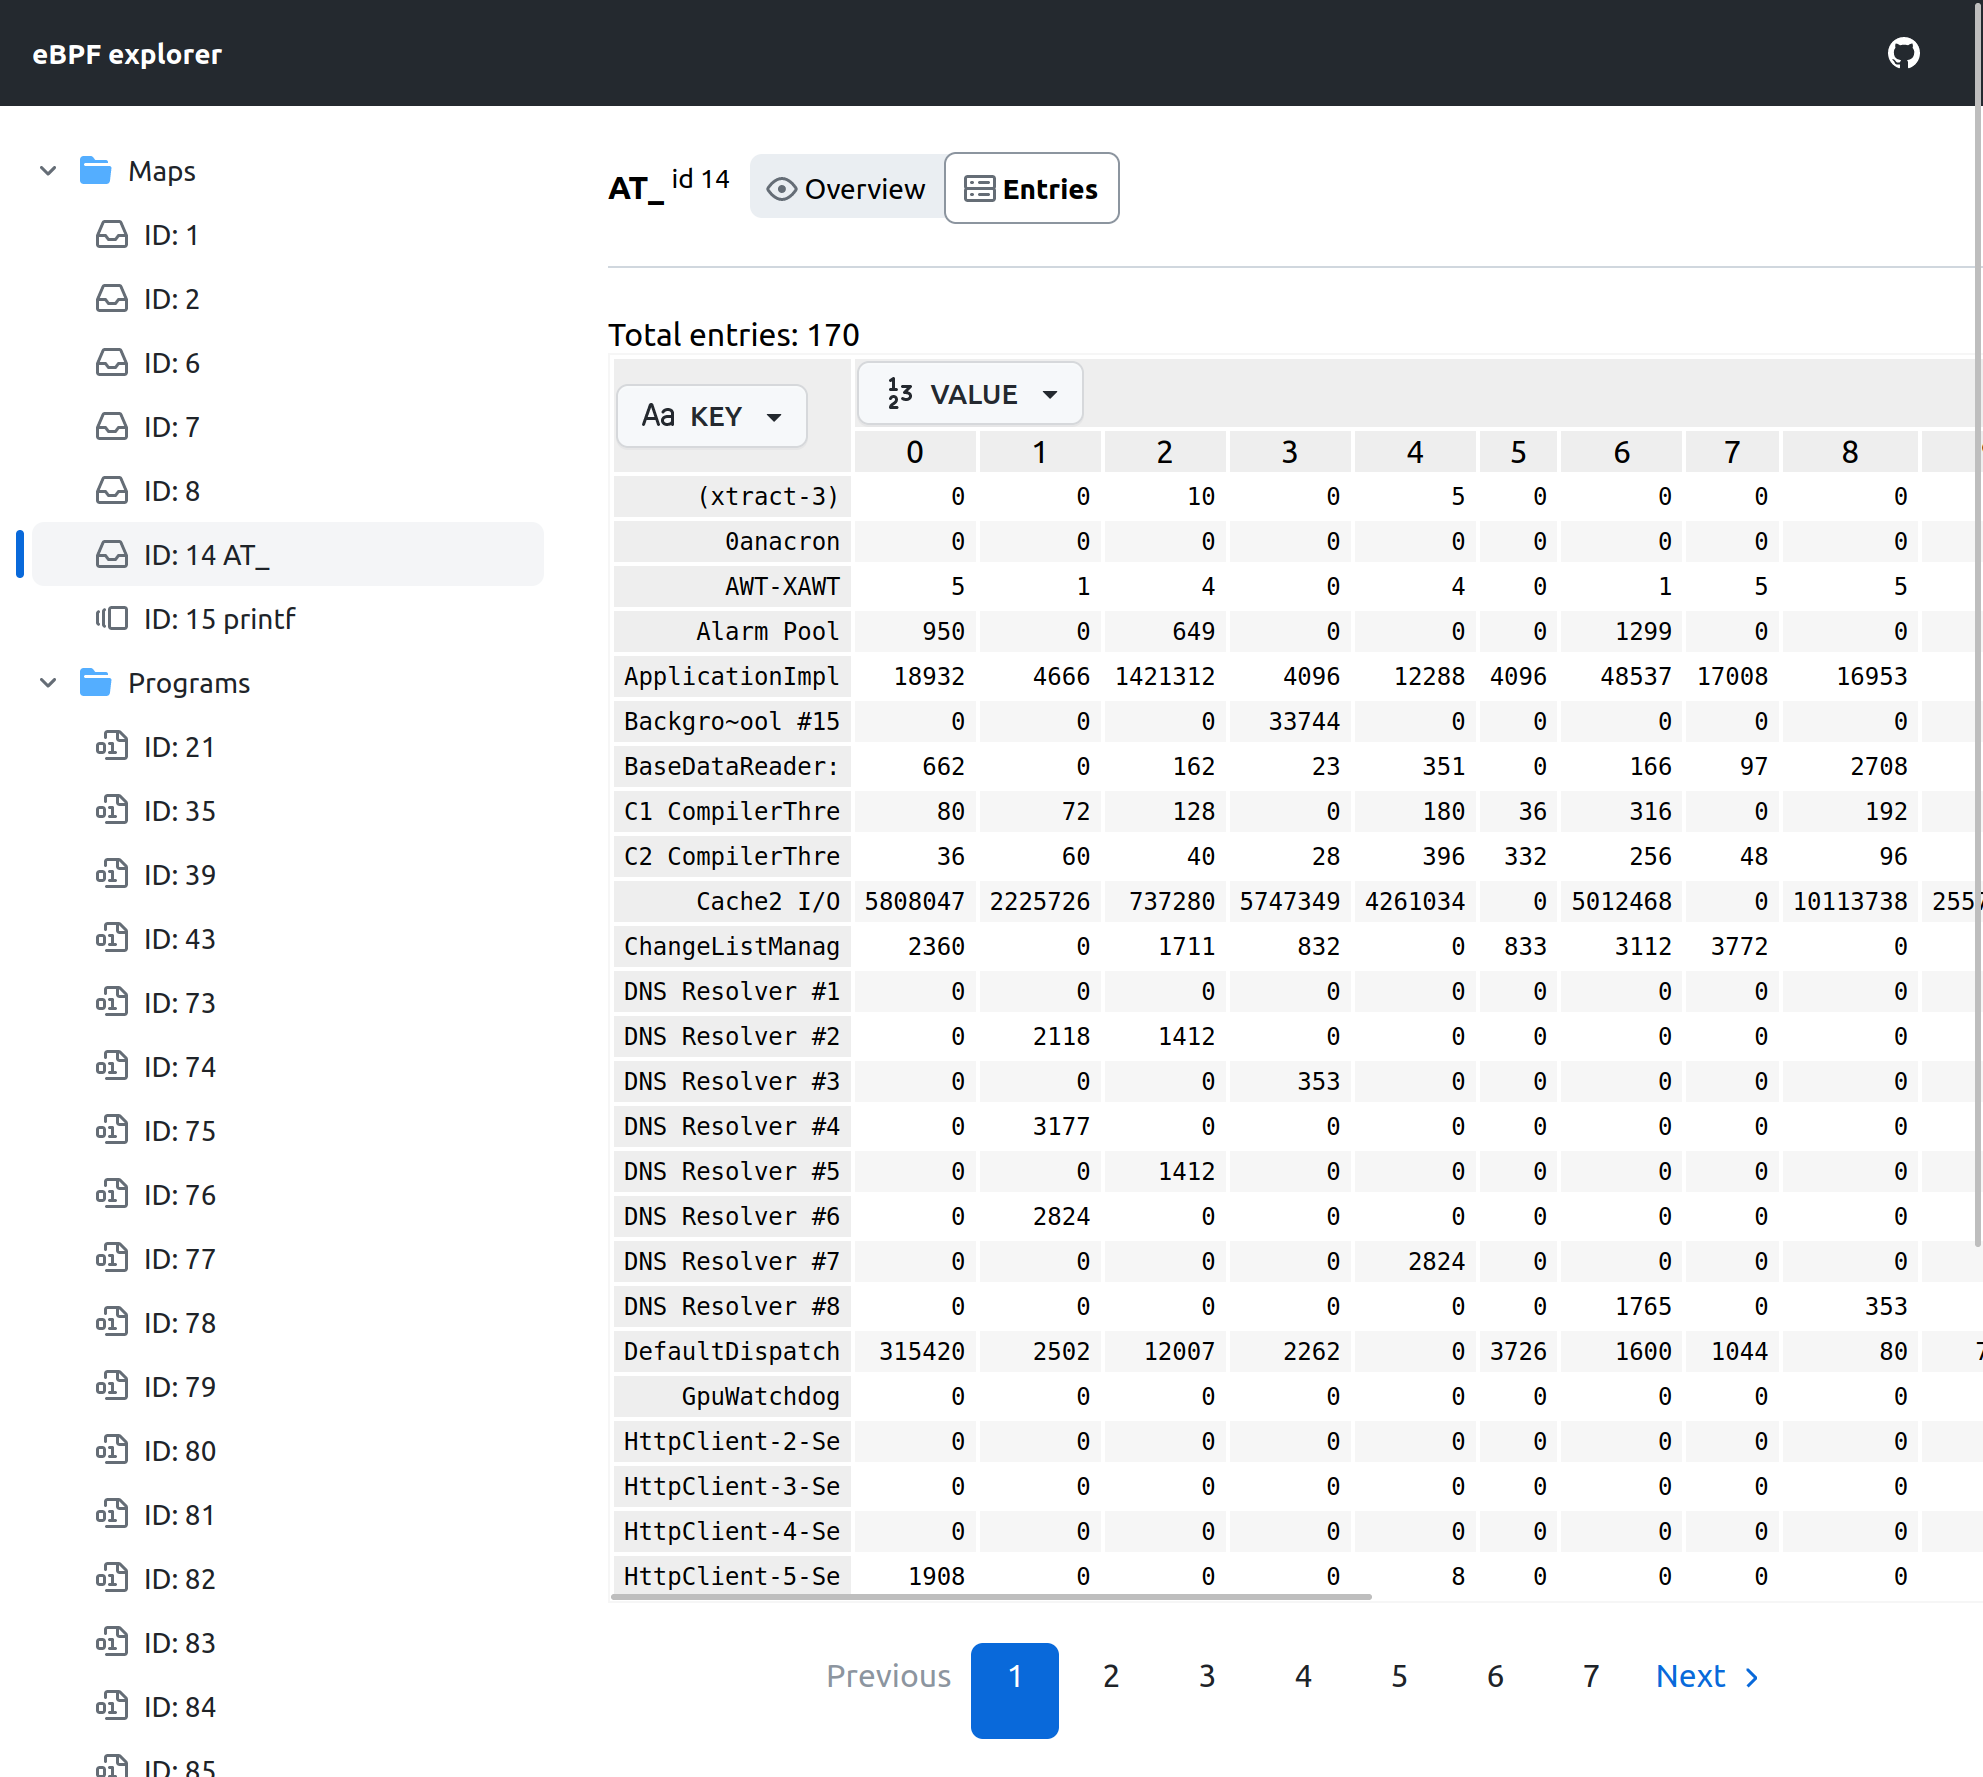 eBPF explorer
Maps
ID: 1
ID: 2
ID: 6
ID: 7
ID: 8
ID: 14 AT_
ID: 15 printf
Programs
ID: 21
ID: 35
ID: 39
ID: 43
ID: 73
ID: 74
ID: 75
ID: 76
ID: 77
ID: 78
ID: 79
ID: 80
ID: 81
ID: 82
ID: 83
ID: 84
ID: 85
AT_ id 14 Overview Entries
Total entries: 170
Aa KEY 123 VALUE
0 1 2 3 4 5 6 7 8
(xtract-3) 0 0 10 0 5 0 0 0 0
0anacron 0 0 0 0 0 0 0 0 0
AWT-XAWT 5 1 4 0 4 0 1 5 5
Alarm Pool 950 0 649 0 0 0 1299 0 0
ApplicationImpl 18932 4666 1421312 4096 12288 4096 48537 17008 16953
Backgro~ool #15 0 0 0 33744 0 0 0 0 0
BaseDataReader: 662 0 162 23 351 0 166 97 2708
C1 CompilerThre 80 72 128 0 180 36 316 0 192
C2 CompilerThre 36 60 40 28 396 332 256 48 96
Cache2 I/O 5808047 2225726 737280 5747349 4261034 0 5012468 0 10113738 2557
ChangeListManag 2360 0 1711 832 0 833 3112 3772 0
DNS Resolver #1 0 0 0 0 0 0 0 0 0
DNS Resolver #2 0 2118 1412 0 0 0 0 0 0
DNS Resolver #3 0 0 0 353 0 0 0 0 0
DNS Resolver #4 0 3177 0 0 0 0 0 0 0
DNS Resolver #5 0 0 1412 0 0 0 0 0 0
DNS Resolver #6 0 2824 0 0 0 0 0 0 0
DNS Resolver #7 0 0 0 0 2824 0 0 0 0
DNS Resolver #8 0 0 0 0 0 0 1765 0 353
DefaultDispatch 315420 2502 12007 2262 0 3726 1600 1044 80 7
GpuWatchdog 0 0 0 0 0 0 0 0 0
HttpClient-2-Se 0 0 0 0 0 0 0 0 0
HttpClient-3-Se 0 0 0 0 0 0 0 0 0
HttpClient-4-Se 0 0 0 0 0 0 0 0 0
HttpClient-5-Se 1908 0 0 0 8 0 0 0 0
Previous 1 2 3 4 5 6 7 Next